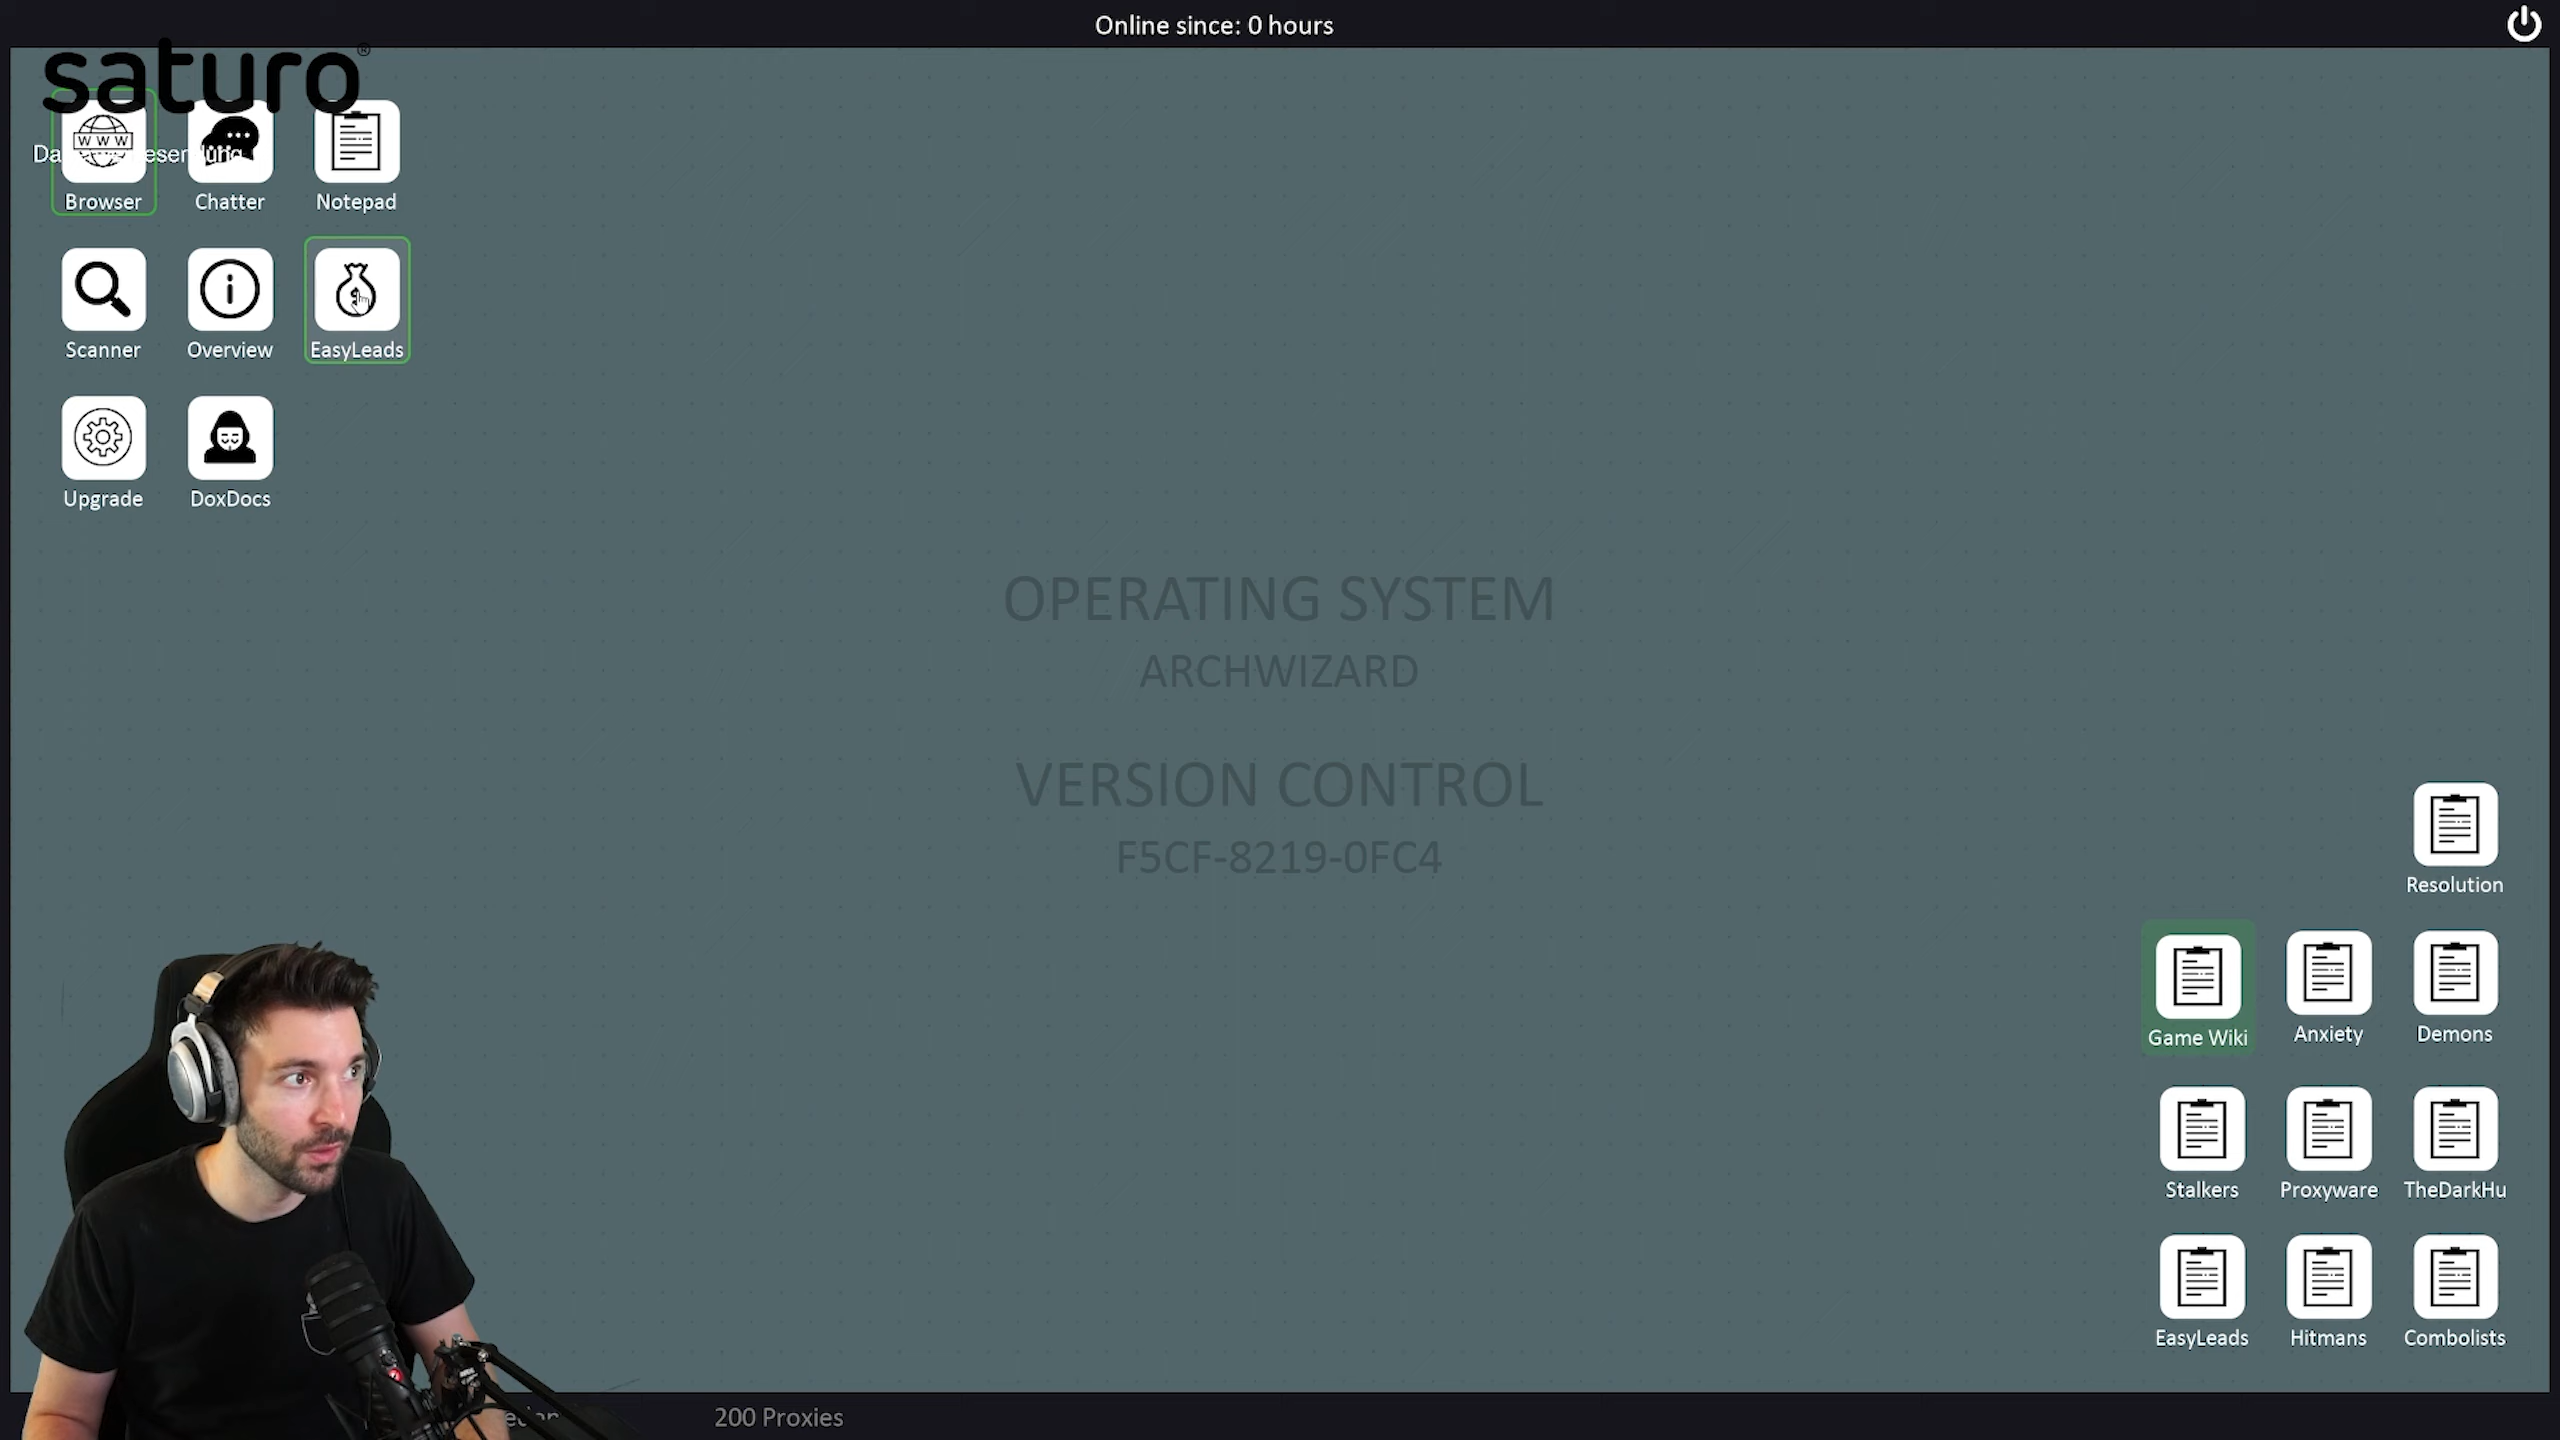 Online since: 0 hours
saturo®
Browser
Chatter
Notepad
WWW
Scanner
Overview
EasyLeads
Upgrade
DoxDocs
OPERATING SYSTEM
ARCHWIZARD
VERSION CONTROL
F5CF-8219-0FC4
Resolution
Game Wiki
Anxiety
Demons
Stalkers
Proxyware
TheDarkHu
EasyLeads
Hitmans
Combolists
200 Proxies